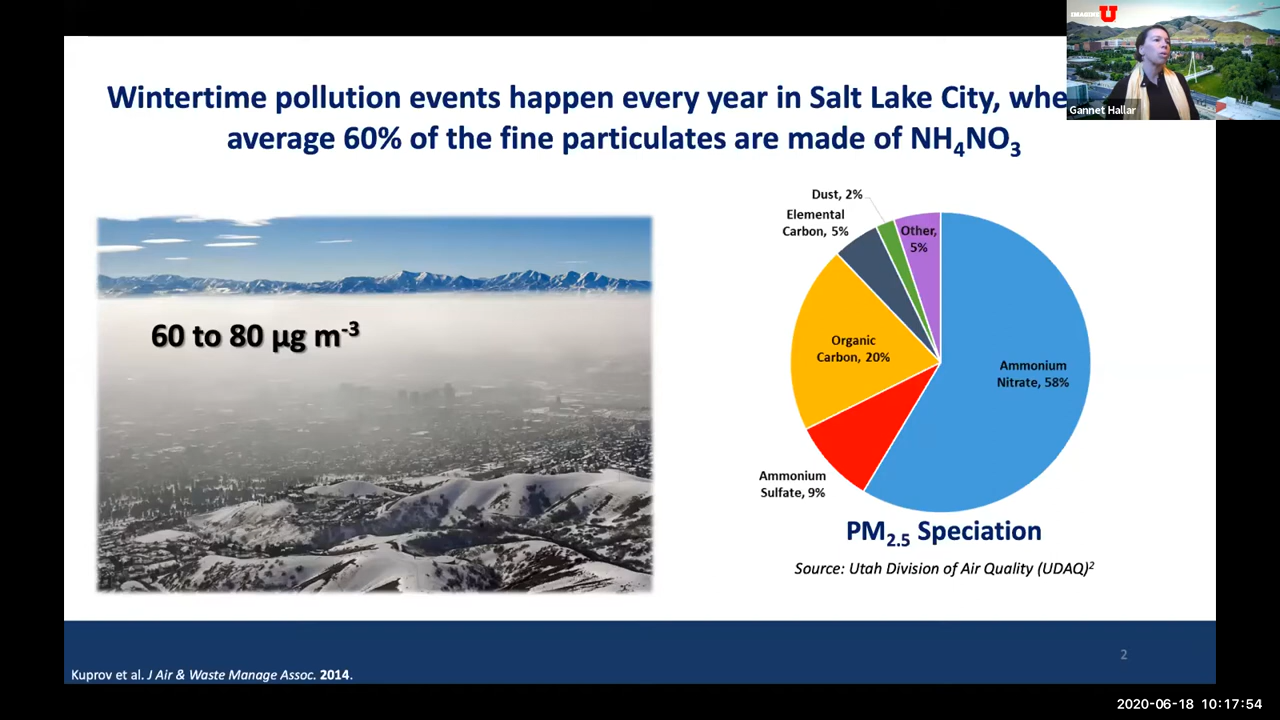 Wintertime pollution events happen every year in Salt Lake City, whe
average 60% of the fine particulates are made of NH₄NO₃
IMAGINE U
Gannet Hallar
60 to 80 µg m⁻³
Dust, 2%
Elemental
Carbon, 5%
Other,
5%
Organic
Carbon, 20%
Ammonium
Nitrate, 58%
Ammonium
Sulfate, 9%
PM₂.₅ Speciation
Source: Utah Division of Air Quality (UDAQ)²
2
Kuprov et al. J Air & Waste Manage Assoc. 2014.
2020-06-18 10:17:54